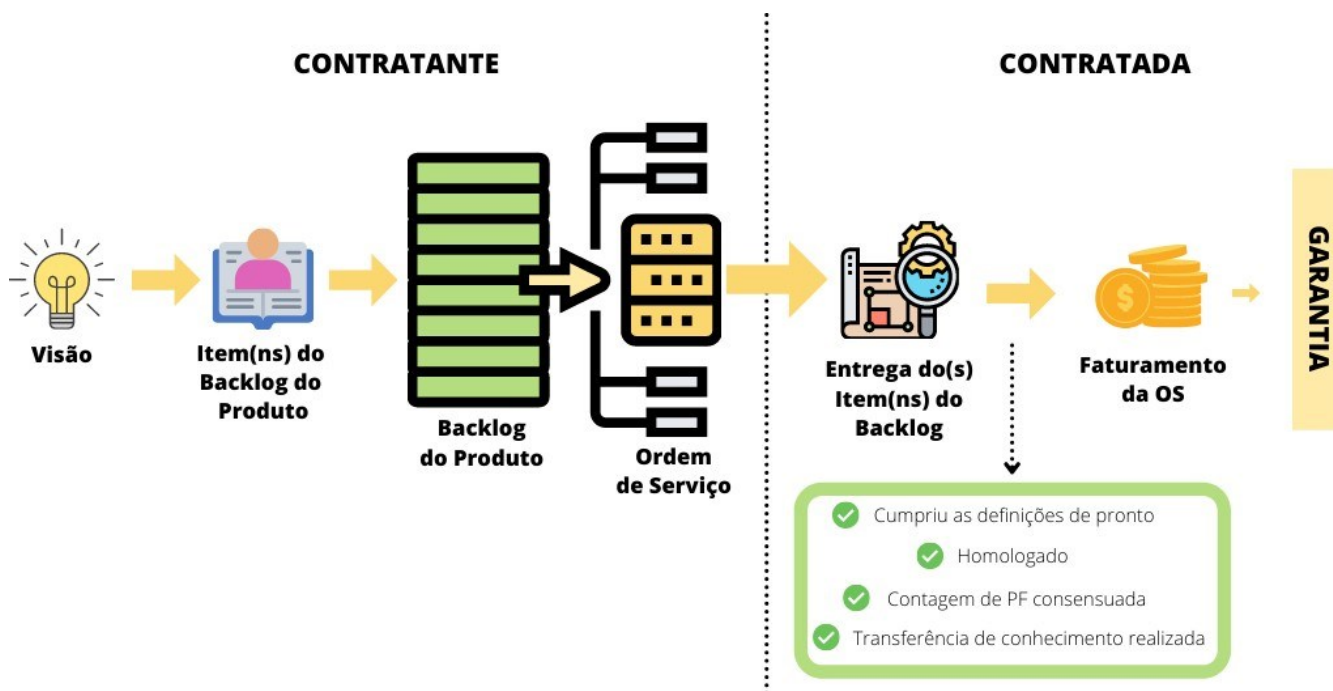 CONTRATANTE
CONTRATADA
Visão
Item(ns) do
Backlog do
Produto
Backlog
do Produto
Ordem
de Serviço
Entrega do(s)
Item(ns) do
Backlog
Faturamento
da OS
GARANTIA
Cumpriu as definições de pronto
Homologado
Contagem de PF consensuada
Transferência de conhecimento realizada